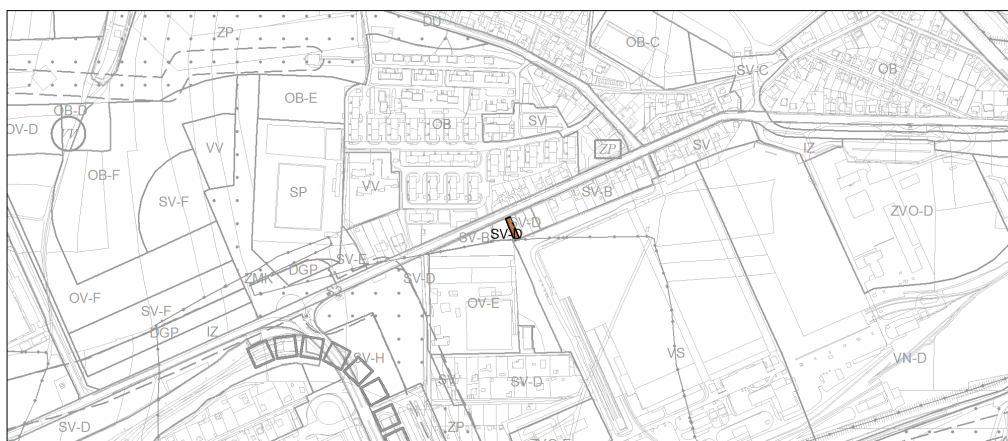 DU
ZP
OB-C
SV-C
OB
OB-E
OB-D
OV-D
VV
OB
SV
VV
ZP
SV
IZ
OB-F
SP
VV
SV-B
SV-F
ZVO-D
SV-D
SV-D
SV-B
SV-E
DGP
ZMK
SV-D
S2
OV-F
OV-E
SV-F
DGP
IZ
SV-H
VS
VN-D
SV-D
SV-D
ZP